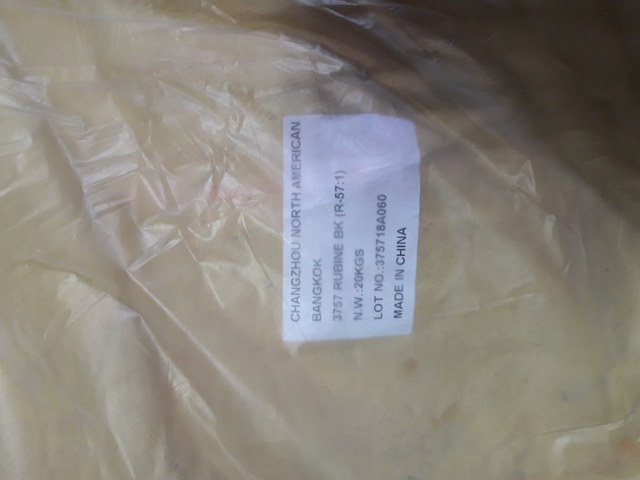 CHANGZHOU NORTH AMERICAN
BANGKOK
3757 RUBINE BK (R-57:1)
N.W.:20KGS
LOT NO.:375718A060
MADE IN CHINA